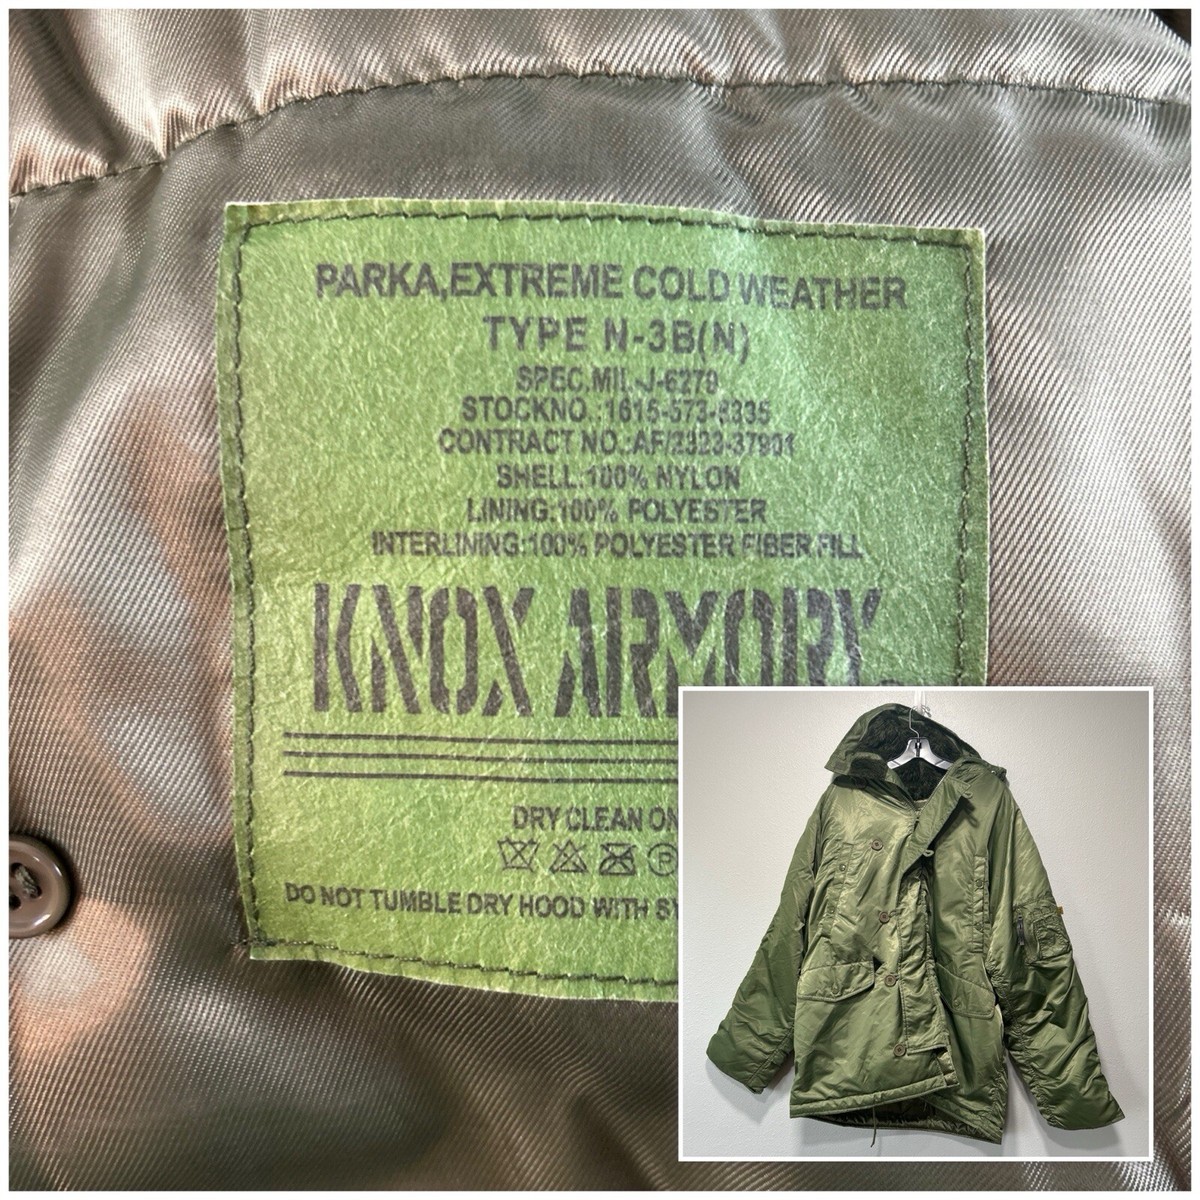 PARKA,EXTREME COLD WEATHER
TYPE N-3B(N)
SPEC,MIL-J-6279
STOCKNO.:1615-573-8335
CONTRACT NO.:AF/2323-37901
SHELL:100% NYLON
LINING:100% POLYESTER
INTERLINING:100% POLYESTER FIBER FILL
KNOX ARMORY
DRY CLEAN
P
DO NOT TUMBLE DRY HOOD WITH